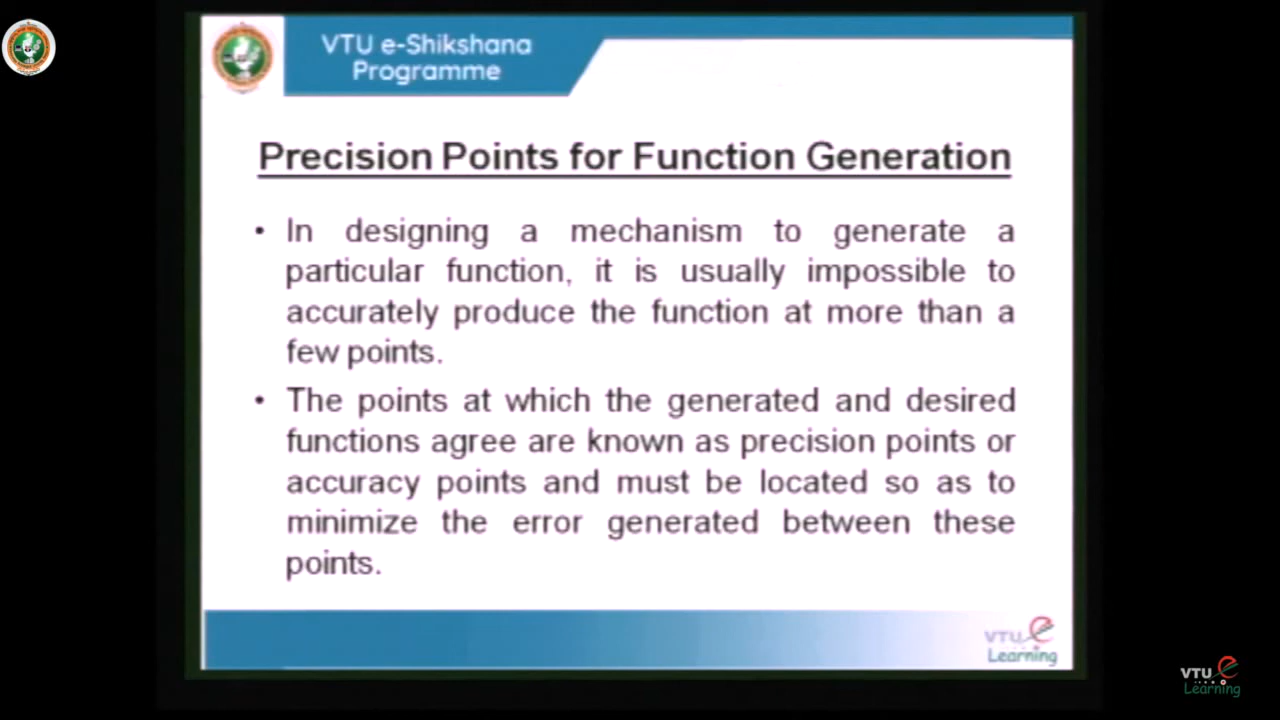 VTU e-Shikshana
Programme
Precision Points for Function Generation
• In designing a mechanism to generate a
particular function, it is usually impossible to
accurately produce the function at more than a
few points.
• The points at which the generated and desired
functions agree are known as precision points or
accuracy points and must be located so as to
minimize the error generated between these
points.
VTU e
Learning
VTU e
Learning